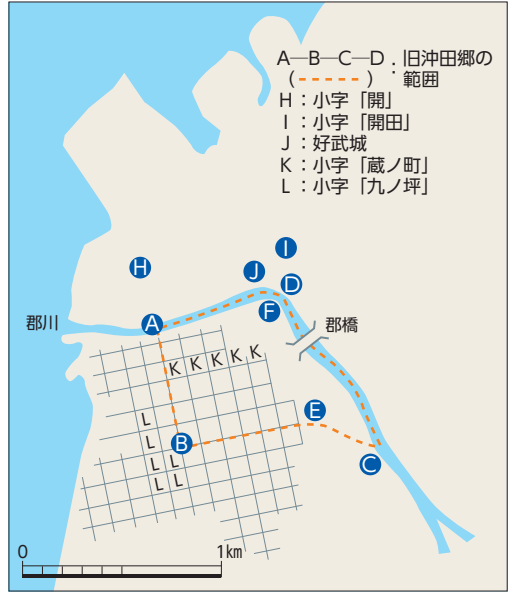 A―B―C―D：旧沖田郷の
(-----) 範囲
H：小字「開」
I：小字「開田」
J：好武城
K：小字「蔵ノ町」
L：小字「九ノ坪」
I
H
J
D
F
A
郡川
郡橋
K K K K K
E
L
B
L
C
L L
L L
0 1km